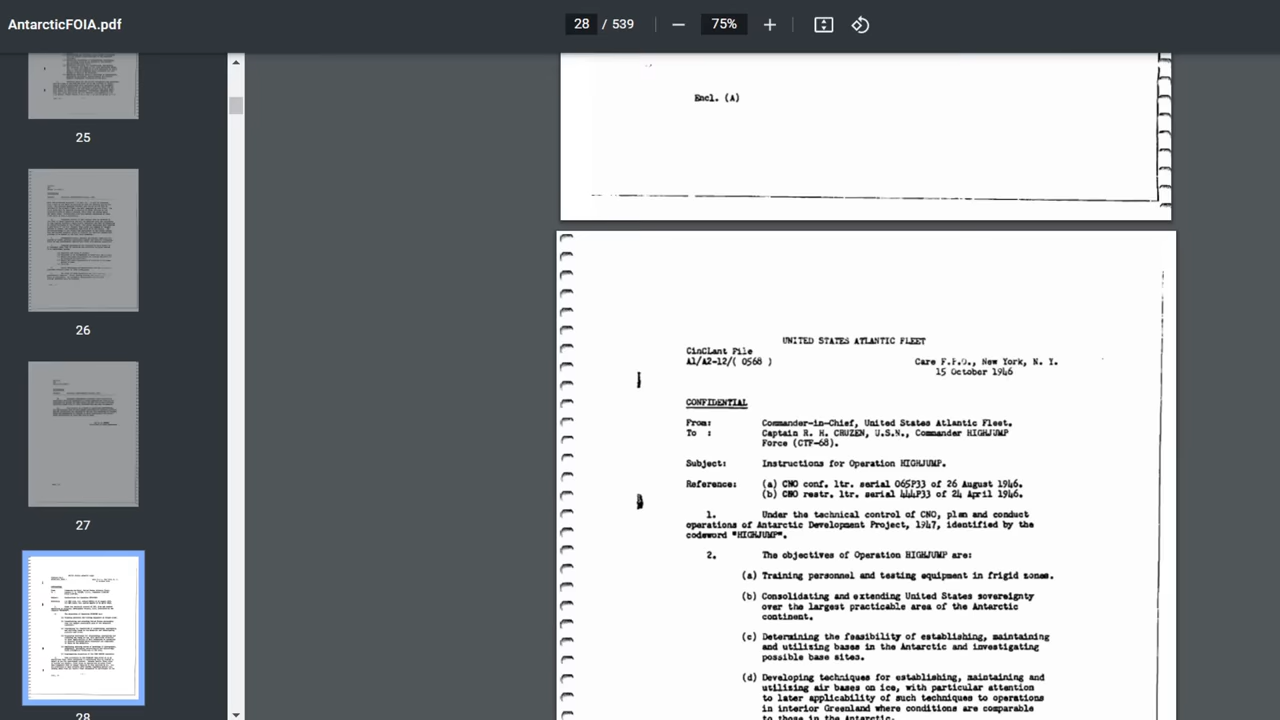 AntarcticFOIA.pdf
28 / 539
75%
25
26
27
28
Encl. (A)
UNITED STATES ATLANTIC FLEET
CinCLant File
A1/A2-12/( 0568 )
Care F.P.O., New York, N. Y.
15 October 1946
CONFIDENTIAL
From: Commander-in-Chief, United States Atlantic Fleet.
To : Captain R. H. CRUZEN, U.S.N., Commander HIGHJUMP
Force (CTF-68).
Subject: Instructions for Operation HIGHJUMP.
Reference: (a) CNO conf. ltr. serial 065P33 of 26 August 1946.
(b) CNO restr. ltr. serial 444P33 of 24 April 1946.
1. Under the technical control of CNO, plan and conduct
operations of Antarctic Development Project, 1947, identified by the
codeword "HIGHJUMP".
2. The objectives of Operation HIGHJUMP are:
(a) Training personnel and testing equipment in frigid zones.
(b) Consolidating and extending United States sovereignty
over the largest practicable area of the Antarctic
continent.
(c) Determining the feasibility of establishing, maintaining
and utilizing bases in the Antarctic and investigating
possible base sites.
(d) Developing techniques for establishing, maintaining and
utilizing air bases on ice, with particular attention
to later applicability of such techniques to operations
in interior Greenland where conditions are comparable
to those in the Antarctic.